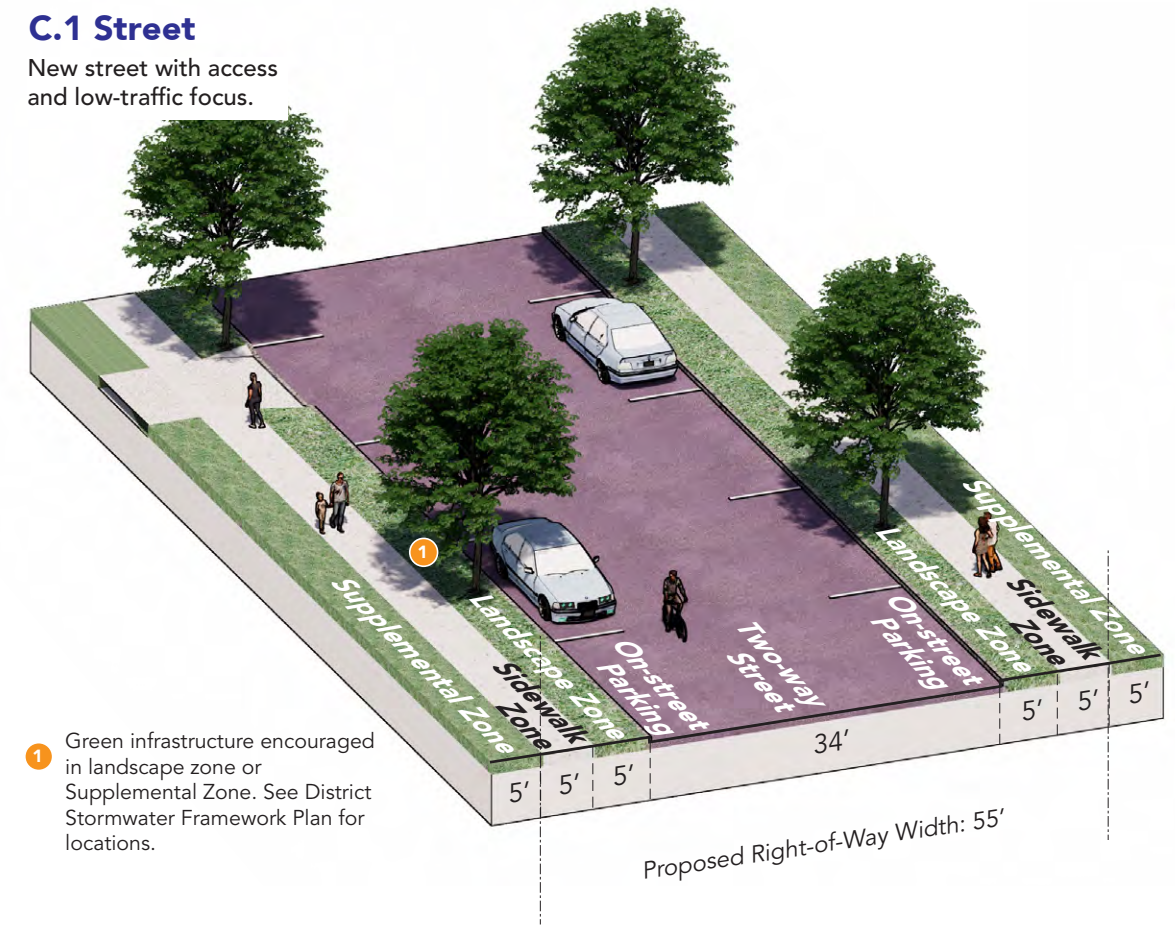 C.1 Street
New street with access
and low-traffic focus.
1
Supplemental Zone
Sidewalk
Zone
Landscape Zone
On-street
Parking
Two-way
Street
On-street
Parking
Landscape Zone
Sidewalk
Zone
Supplemental Zone
5’
5’
5’
34’
5’
5’
5’
Proposed Right-of-Way Width: 55’
1
Green infrastructure encouraged
in landscape zone or
Supplemental Zone. See District
Stormwater Framework Plan for
locations.